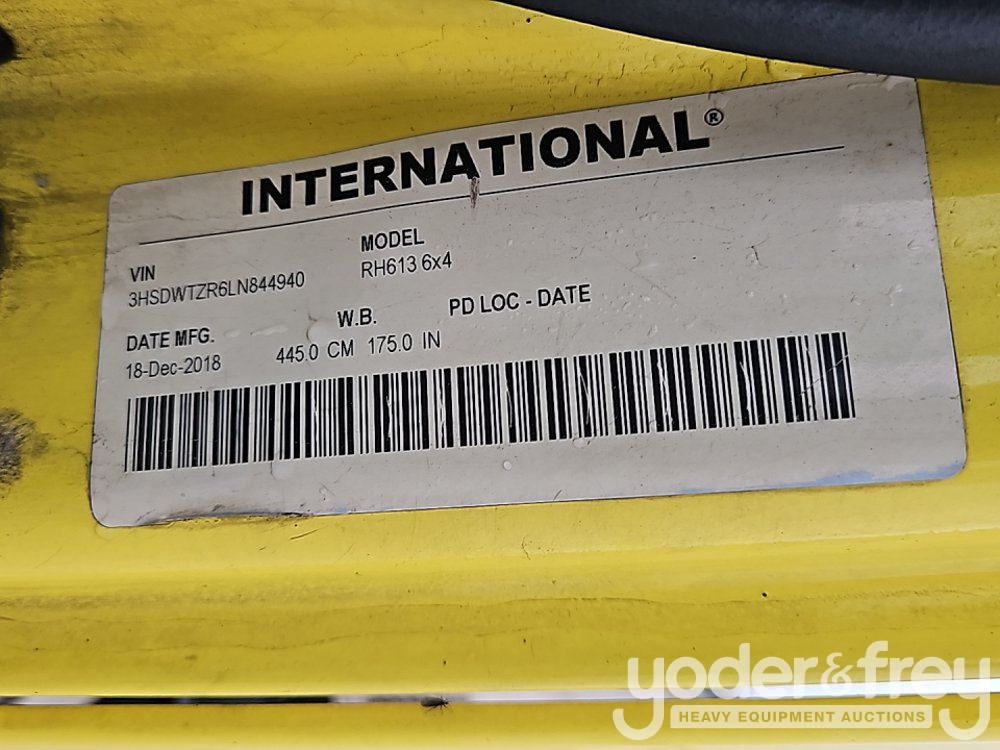 INTERNATIONAL®
VIN
3HSDWTZR6LN844940
MODEL
RH613 6x4
DATE MFG.
18-Dec-2018
W.B.
445.0 CM 175.0 IN
PD LOC - DATE
yoder&frey
HEAVY EQUIPMENT AUCTIONS